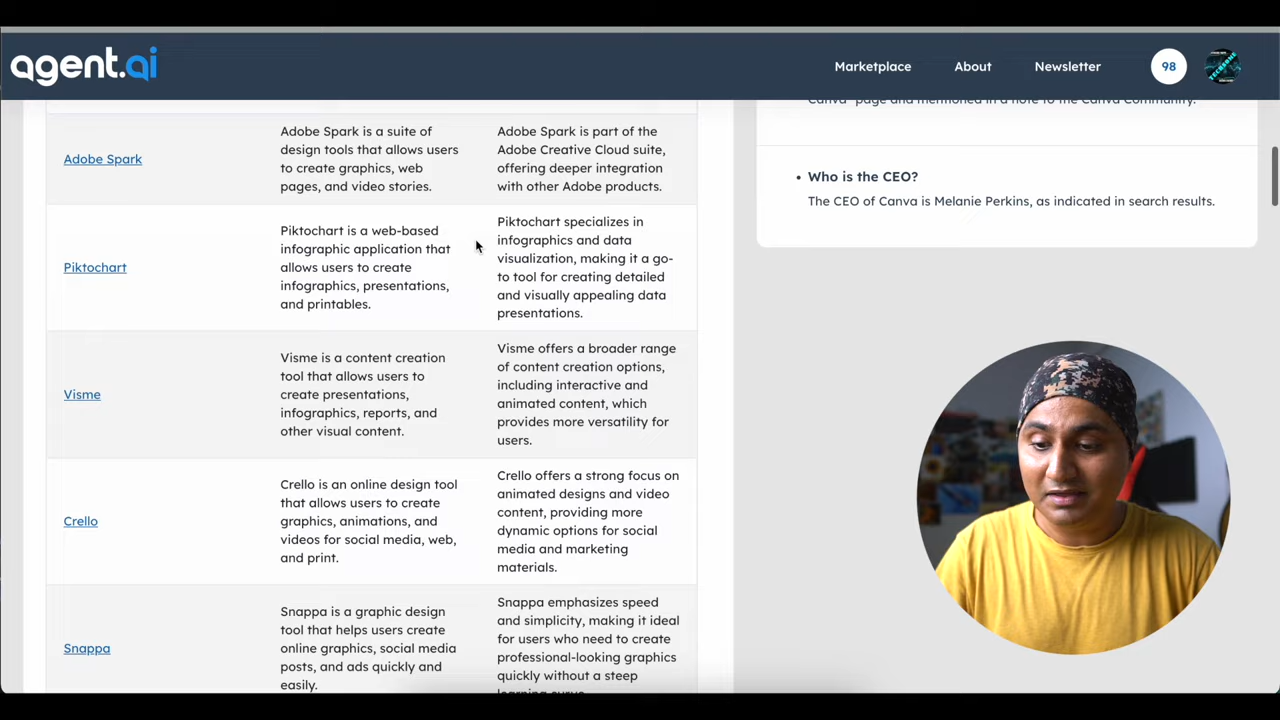 agent.ai
Marketplace
About
Newsletter
98
Adobe Spark
Adobe Spark is a suite of
design tools that allows users
to create graphics, web
pages, and video stories.
Adobe Spark is part of the
Adobe Creative Cloud suite,
offering deeper integration
with other Adobe products.
Piktochart
Piktochart is a web-based
infographic application that
allows users to create
infographics, presentations,
and printables.
Piktochart specializes in
infographics and data
visualization, making it a go-
to tool for creating detailed
and visually appealing data
presentations.
Visme
Visme is a content creation
tool that allows users to
create presentations,
infographics, reports, and
other visual content.
Visme offers a broader range
of content creation options,
including interactive and
animated content, which
provides more versatility for
users.
Crello
Crello is an online design tool
that allows users to create
graphics, animations, and
videos for social media, web,
and print.
Crello offers a strong focus on
animated designs and video
content, providing more
dynamic options for social
media and marketing
materials.
Snappa
Snappa is a graphic design
tool that helps users create
online graphics, social media
posts, and ads quickly and
easily.
Snappa emphasizes speed
and simplicity, making it ideal
for users who need to create
professional-looking graphics
quickly without a steep
learning curve.
Canva" page and mentioned in a note to the Canva Community.
• Who is the CEO?
The CEO of Canva is Melanie Perkins, as indicated in search results.